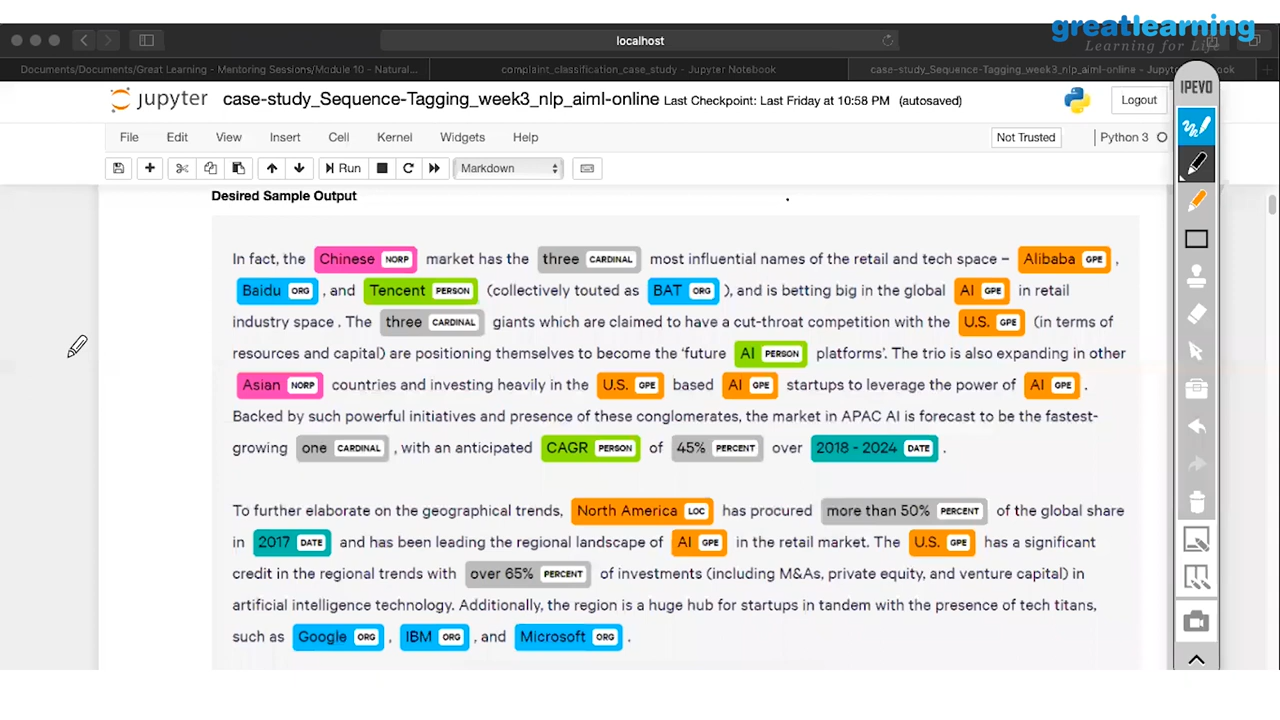 greatlearning
Learning for Life
localhost
Documents/Documents/Great Learning - Mentoring Sessions/Module 10 - Natural...
complaint_classification_case_study - Jupyter Notebook
case-study_Sequence-Tagging_week3_nlp_aiml-online - Jupyter Notebook
IPEVO
jupyter case-study_Sequence-Tagging_week3_nlp_aiml-online Last Checkpoint: Last Friday at 10:58 PM (autosaved) Logout
File Edit View Insert Cell Kernel Widgets Help Not Trusted Python 3
Run Markdown
Desired Sample Output
In fact, the Chinese NORP market has the three CARDINAL most influential names of the retail and tech space – Alibaba GPE ,
Baidu ORG , and Tencent PERSON (collectively touted as BAT ORG ), and is betting big in the global AI GPE in retail
industry space . The three CARDINAL giants which are claimed to have a cut-throat competition with the U.S. GPE (in terms of
resources and capital) are positioning themselves to become the ‘future AI PERSON platforms’. The trio is also expanding in other
Asian NORP countries and investing heavily in the U.S. GPE based AI GPE startups to leverage the power of AI GPE .
Backed by such powerful initiatives and presence of these conglomerates, the market in APAC AI is forecast to be the fastest-
growing one CARDINAL , with an anticipated CAGR PERSON of 45% PERCENT over 2018 - 2024 DATE .
To further elaborate on the geographical trends, North America LOC has procured more than 50% PERCENT of the global share
in 2017 DATE and has been leading the regional landscape of AI GPE in the retail market. The U.S. GPE has a significant
credit in the regional trends with over 65% PERCENT of investments (including M&As, private equity, and venture capital) in
artificial intelligence technology. Additionally, the region is a huge hub for startups in tandem with the presence of tech titans,
such as Google ORG , IBM ORG , and Microsoft ORG .